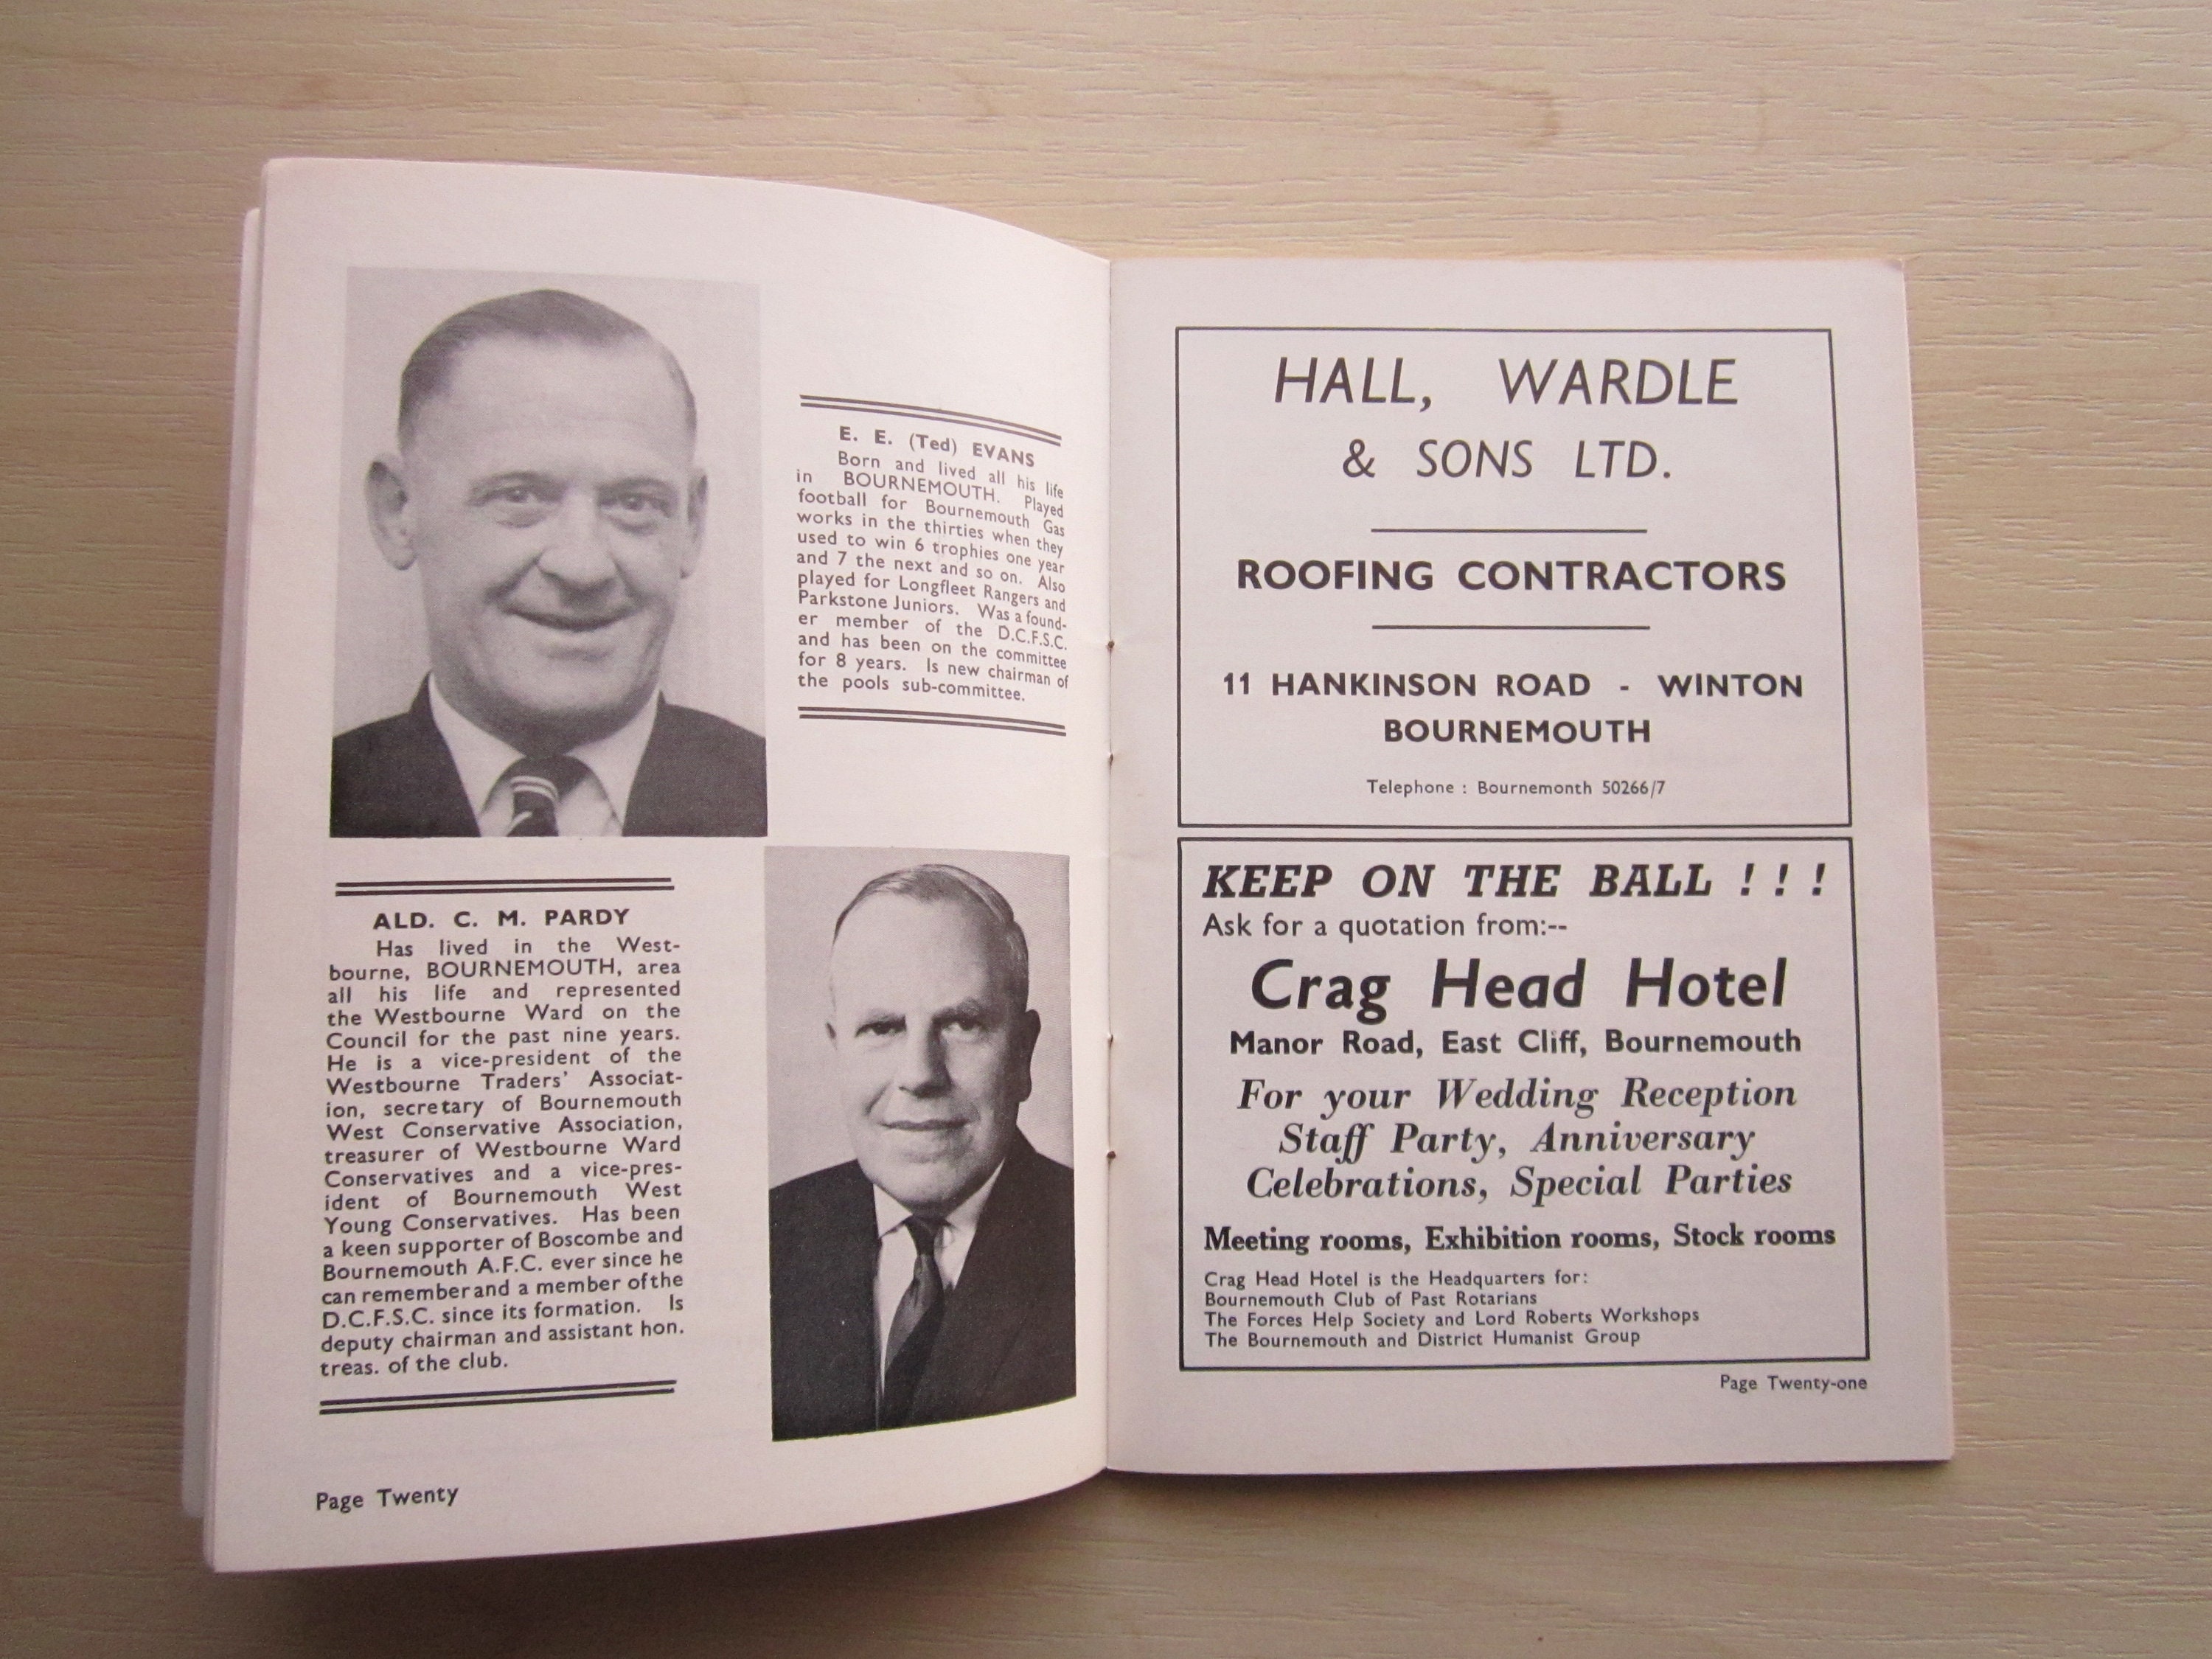 E. E. (Ted) EVANS
Born and lived all his life
in BOURNEMOUTH. Played
football for Bournemouth Gas
works in the thirties when they
used to win 6 trophies one year
and 7 the next and so on. Also
played for Longfleet Rangers and
Parkstone Juniors. Was a found-
er member of the D.C.F.S.C.
and has been on the committee
for 8 years. Is new chairman of
the pools sub-committee.
ALD. C. M. PARDY
Has lived in the West-
bourne, BOURNEMOUTH, area
all his life and represented
the Westbourne Ward on the
Council for the past nine years.
He is a vice-president of the
Westbourne Traders' Associat-
ion, secretary of Bournemouth
West Conservative Association,
treasurer of Westbourne Ward
Conservatives and a vice-pres-
ident of Bournemouth West
Young Conservatives. Has been
a keen supporter of Boscombe and
Bournemouth A.F.C. ever since he
can remember and a member of the
D.C.F.S.C. since its formation. Is
deputy chairman and assistant hon.
treas. of the club.
Page Twenty
HALL, WARDLE
& SONS LTD.
ROOFING CONTRACTORS
11 HANKINSON ROAD - WINTON
BOURNEMOUTH
Telephone : Bournemonth 50266/7
KEEP ON THE BALL ! ! !
Ask for a quotation from:--
Crag Head Hotel
Manor Road, East Cliff, Bournemouth
For your Wedding Reception
Staff Party, Anniversary
Celebrations, Special Parties
Meeting rooms, Exhibition rooms, Stock rooms
Crag Head Hotel is the Headquarters for:
Bournemouth Club of Past Rotarians
The Forces Help Society and Lord Roberts Workshops
The Bournemouth and District Humanist Group
Page Twenty-one